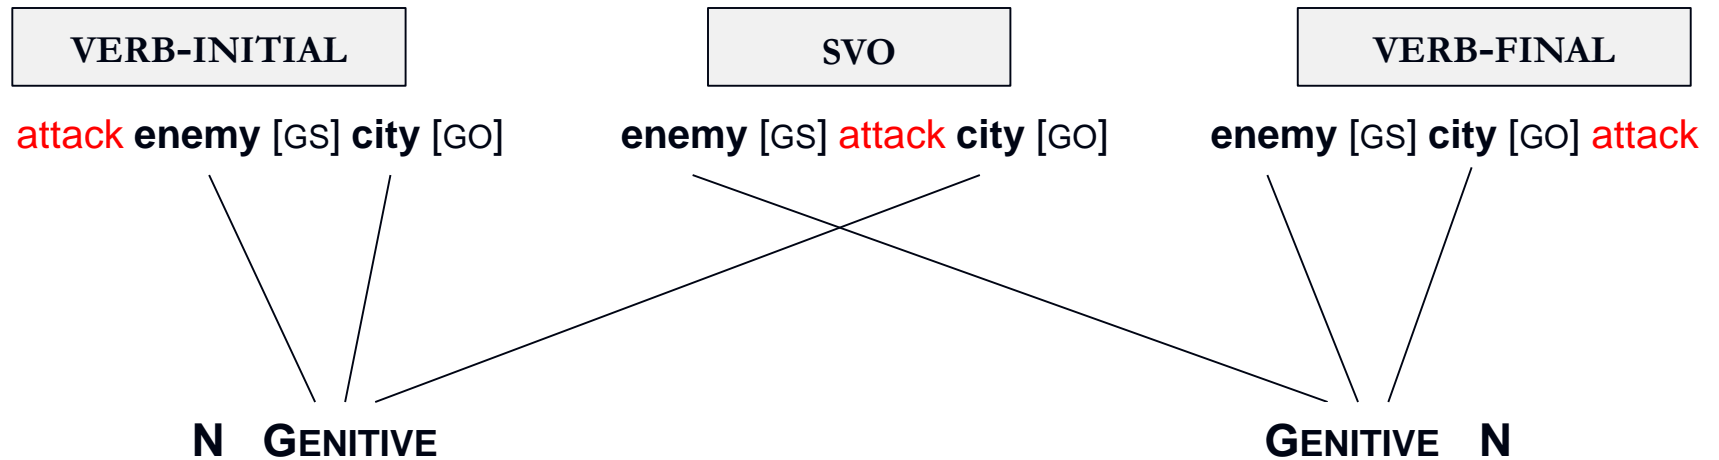 VERB-INITIAL SVO VERB-FINAL
attack enemy [GS] city [GO] enemy [GS] attack city [GO] enemy [GS] city [GO] attack
N GENITIVE GENITIVE N